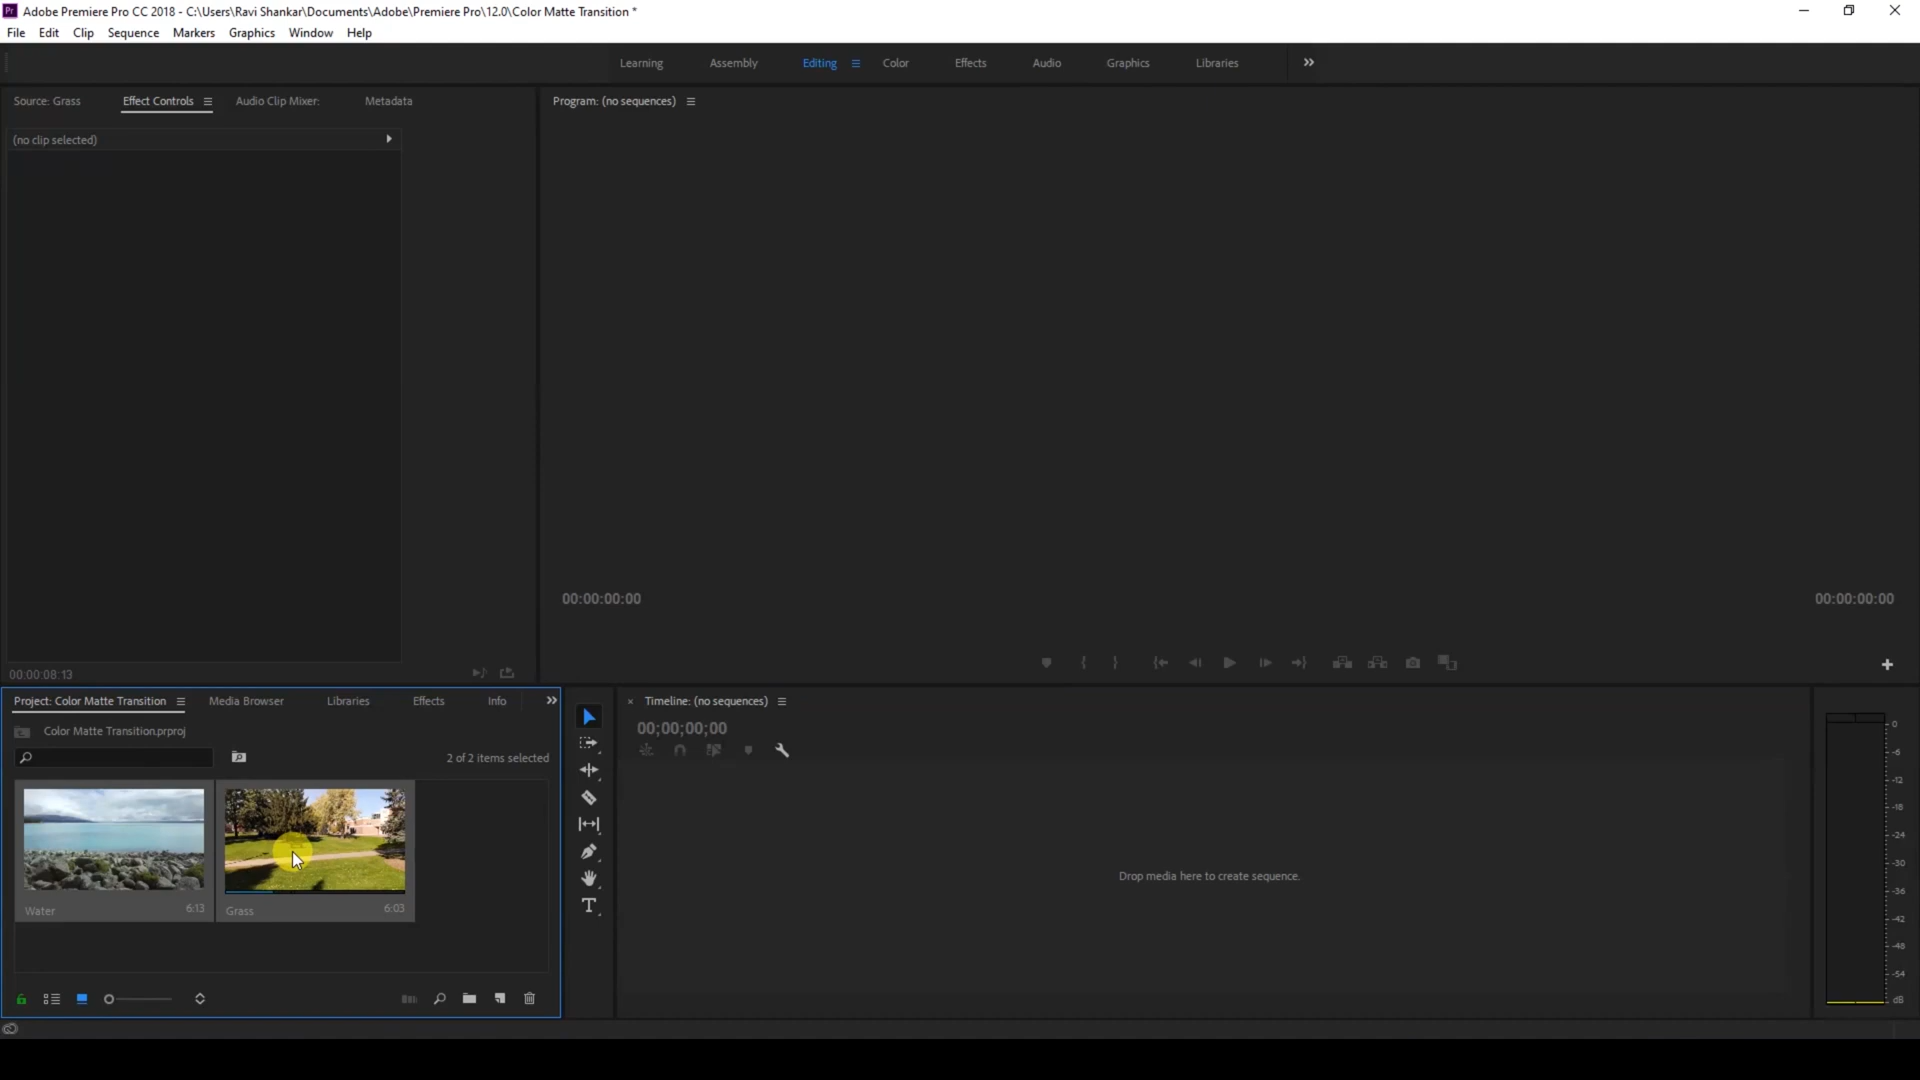 Pr Adobe Premiere Pro CC 2018 - C:\Users\Ravi Shankar\Documents\Adobe\Premiere Pro\12.0\Color Matte Transition *
File Edit Clip Sequence Markers Graphics Window Help
Learning Assembly Editing Color Effects Audio Graphics Libraries
Source: Grass Effect Controls Audio Clip Mixer: Metadata
Program: (no sequences)
(no clip selected)
00:00:00:00 00:00:00:00
00:00:08:13
Project: Color Matte Transition Media Browser Libraries Effects Info
Color Matte Transition.prproj
2 of 2 items selected
Water 6:13
Grass 6:03
Timeline: (no sequences)
00;00;00;00
Drop media here to create sequence.
0
-6
-12
-18
-24
-30
-36
-42
-48
-54
dB